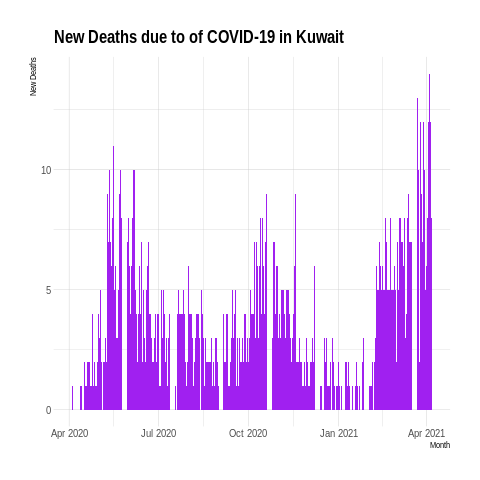 New Deaths due to of COVID-19 in Kuwait
New Deaths
10
5
0
Apr 2020
Jul 2020
Oct 2020
Jan 2021
Apr 2021
Month